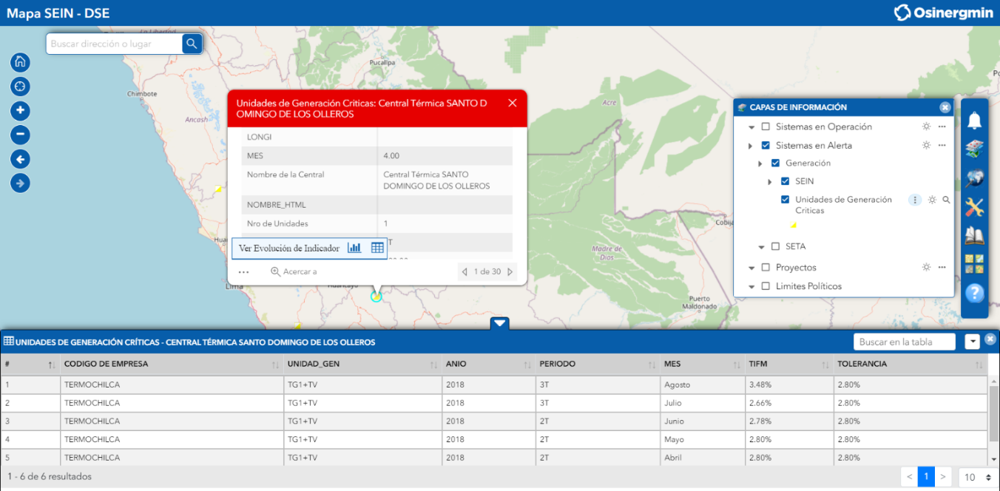 Mapa SEIN - DSE
Osinergmin
La Libertad
Buscar dirección o lugar
Pucallpa
Chimbote
Acre
Ancash
Unidades de Generación Criticas: Central Térmica SANTO D
OMINGO DE LOS OLLEROS
LONGI
MES 4.00
Nombre de la Central Central Térmica SANTO
DOMINGO DE LOS OLLEROS
NOMBRE_HTML
Nro de Unidades 1
Ver Evolución de Indicador
Acercar a
1 de 30
Madre de
Dios
Puerto
Maldonado
Lima
Huancayo
CAPAS DE INFORMACIÓN
Sistemas en Operación
Sistemas en Alerta
Generación
SEIN
Unidades de Generación
Criticas
SETA
Proyectos
Limites Políticos
UNIDADES DE GENERACIÓN CRÍTICAS - CENTRAL TÉRMICA SANTO DOMINGO DE LOS OLLEROS
Buscar en la tabla
# CODIGO DE EMPRESA UNIDAD_GEN ANIO PERIODO MES TIFM TOLERANCIA
1 TERMOCHILCA TG1+TV 2018 3T Agosto 3.48% 2.80%
2 TERMOCHILCA TG1+TV 2018 3T Julio 2.66% 2.80%
3 TERMOCHILCA TG1+TV 2018 2T Junio 2.78% 2.80%
4 TERMOCHILCA TG1+TV 2018 2T Mayo 2.80% 2.80%
5 TERMOCHILCA TG1+TV 2018 2T Abril 2.80% 2.80%
1 - 6 de 6 resultados
< 1 > 10